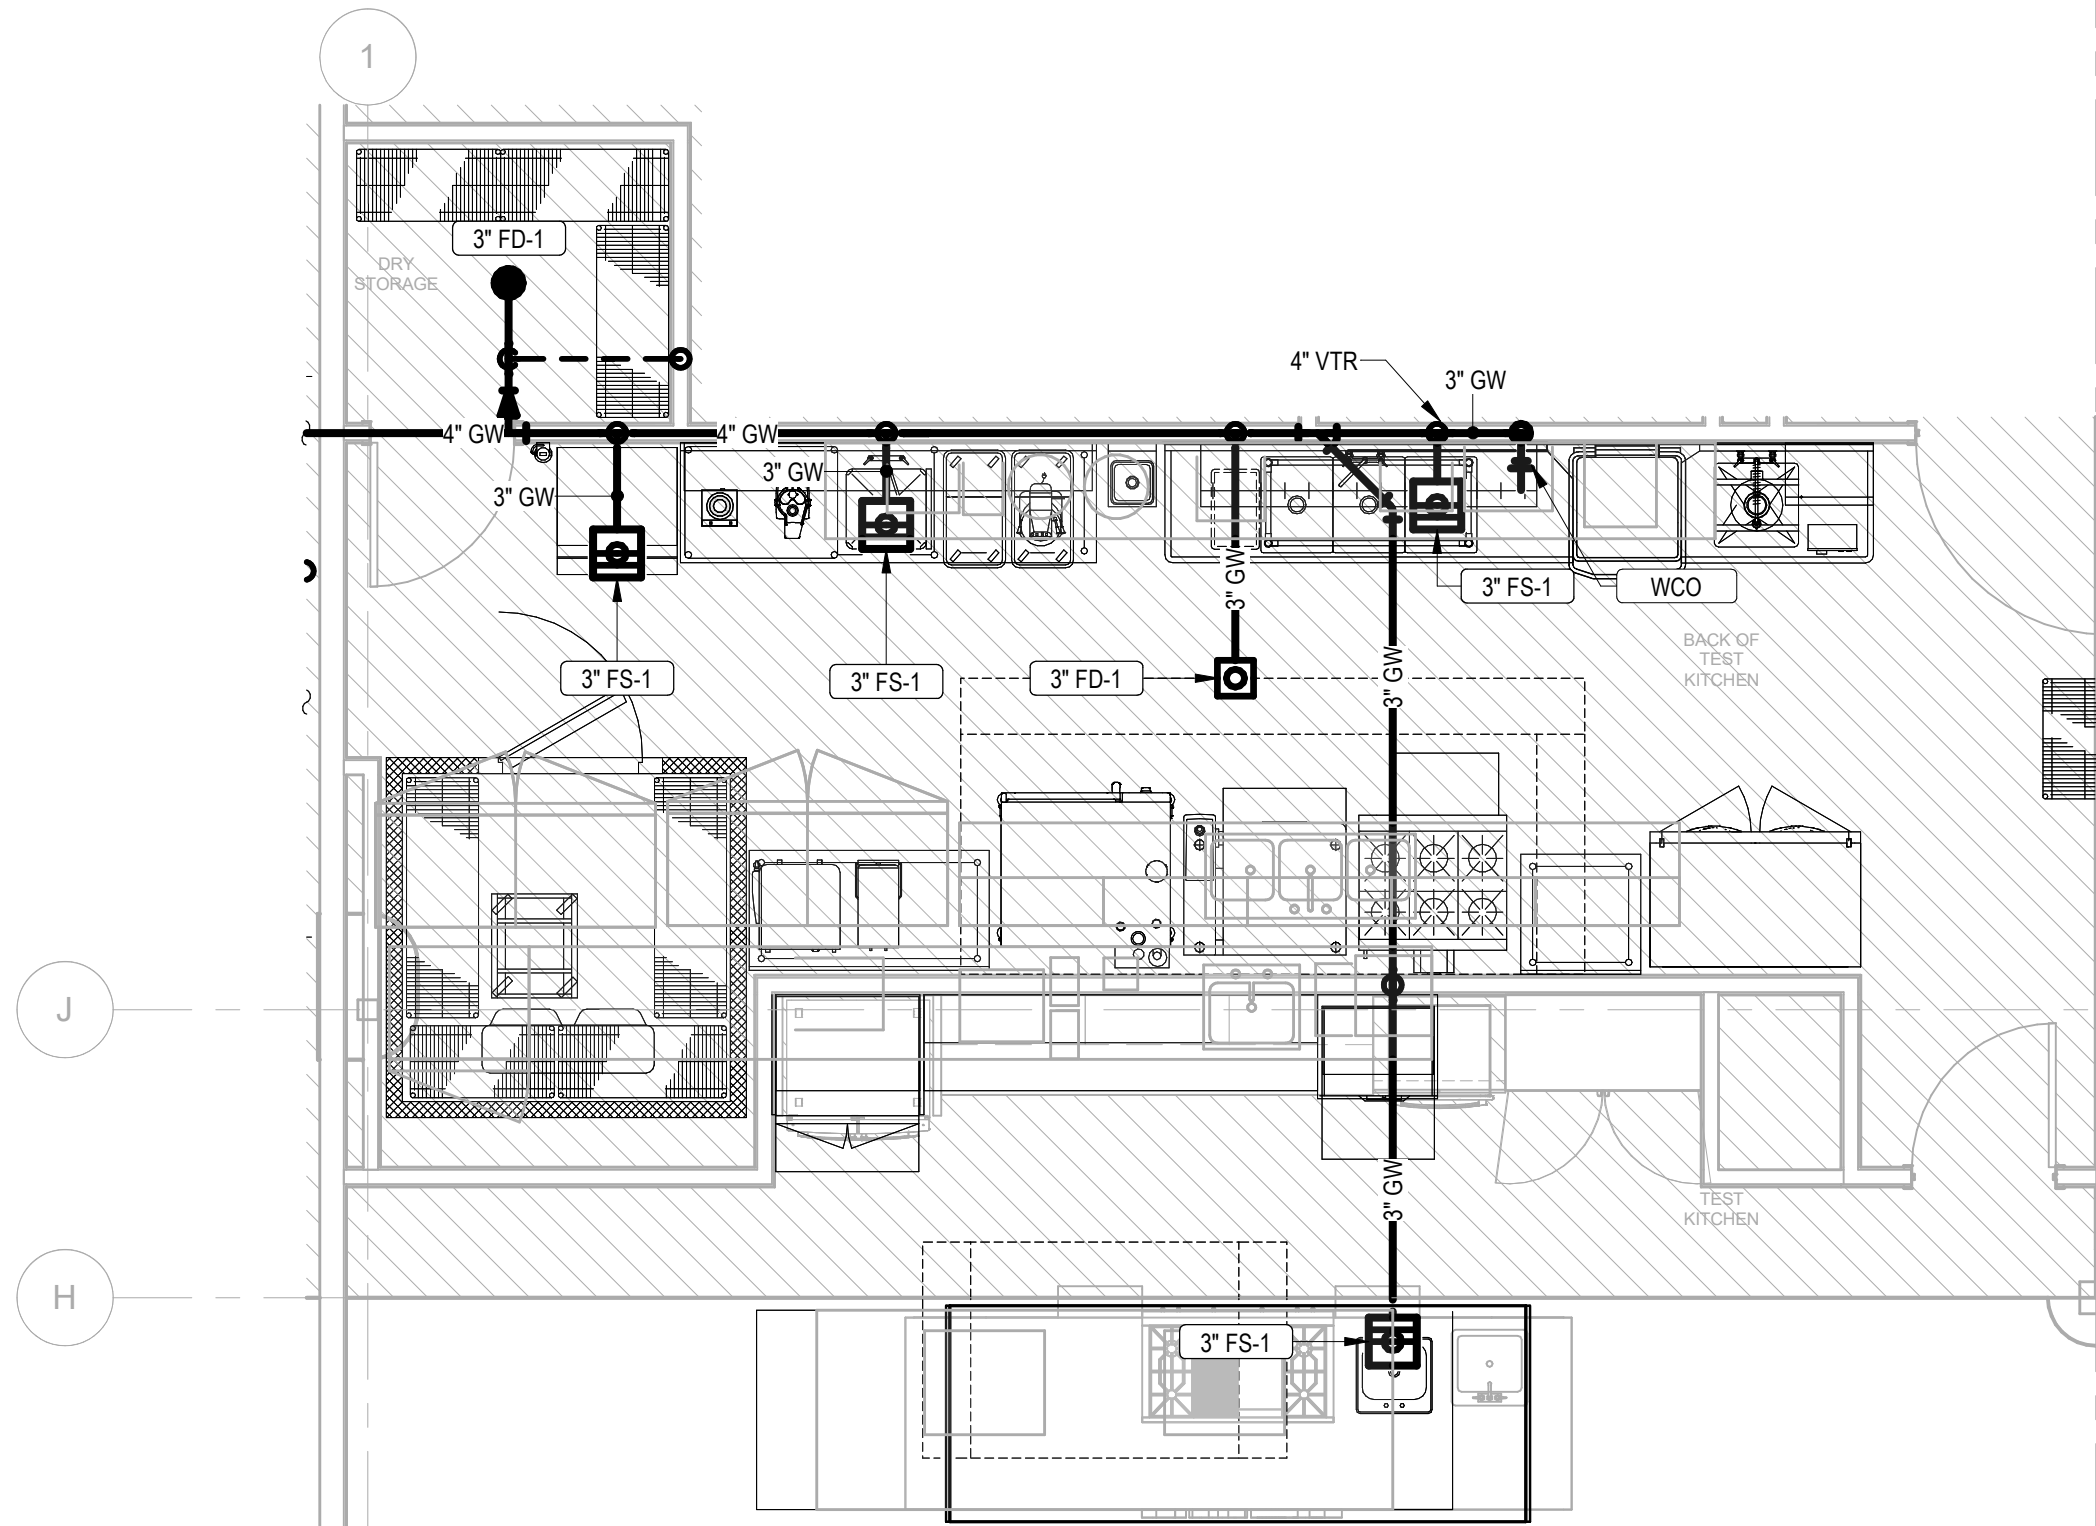 1
3" FD-1
DRY
STORAGE
4" VTR
3" GW
4" GW
4" GW
3" GW
3" GW
3" GW
3" FS-1
WCO
BACK OF
TEST
KITCHEN
3" FS-1
3" FS-1
3" FD-1
3" GW
J
3" GW
TEST
KITCHEN
H
3" FS-1